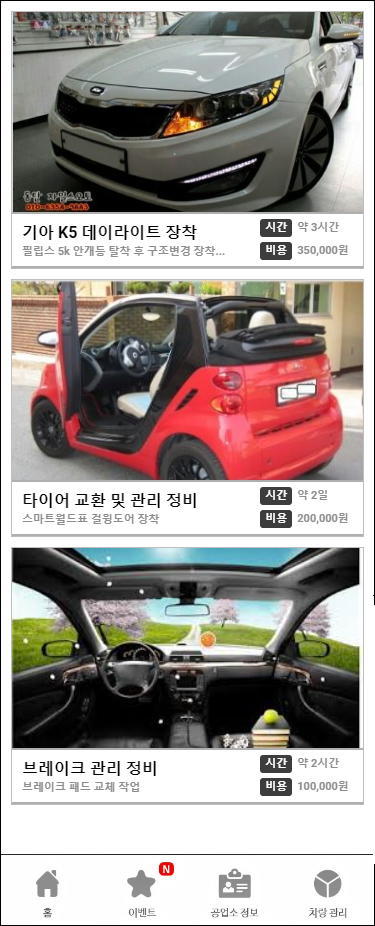 동탄 자임스오토
기아 K5 데이라이트 장착
시간 약 3시간
필립스 5k 안개등 탈착 후 구조변경 장착...
비용 350,000원
타이어 교환 및 관리 정비
시간 약 2일
스마트월드표 걸윙도어 장착
비용 200,000원
브레이크 관리 정비
시간 약 2시간
브레이크 패드 교체 작업
비용 100,000원
N
홈
이벤트
공업소 정보
차량 관리